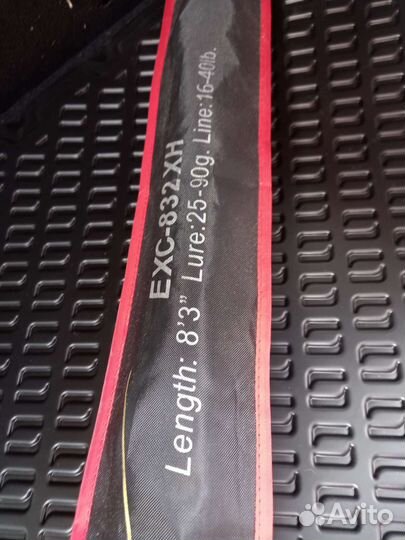 EXC-832XH
Length: 8'3" Lure:25-90g. Line:16-40lb.
Avito